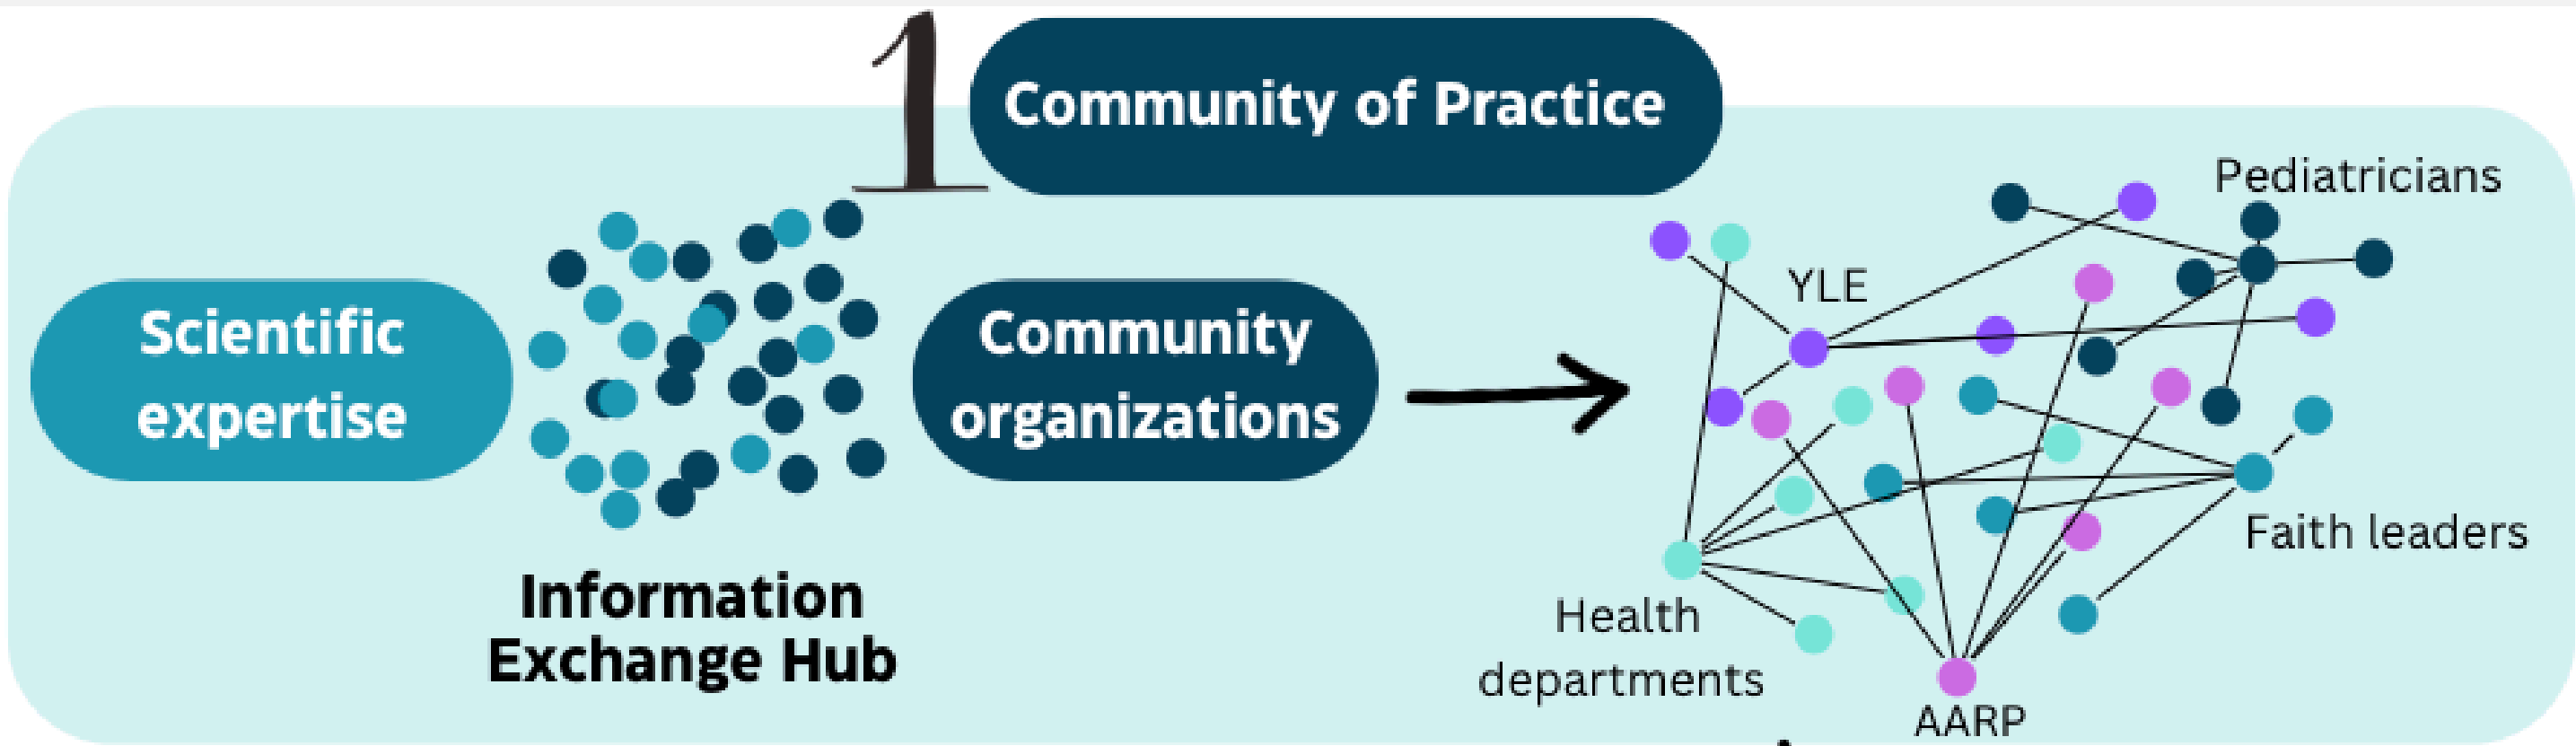 1
Community of Practice
Scientific
expertise
Information
Exchange Hub
Community
organizations
Pediatricians
YLE
Faith leaders
Health
departments
AARP